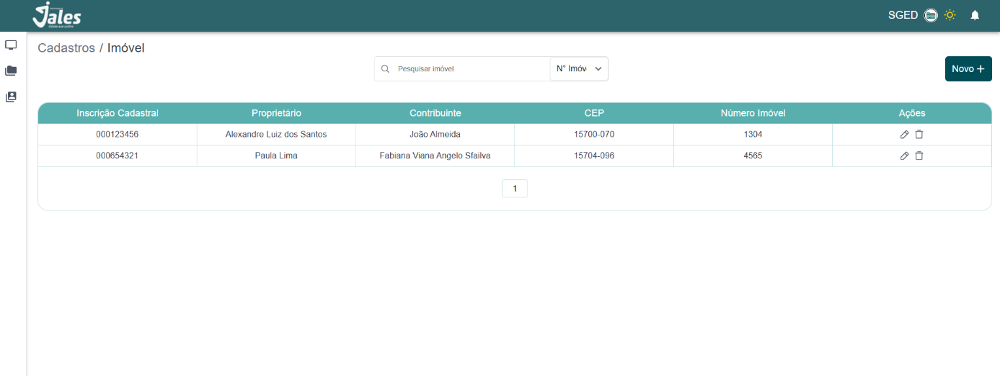 Jales
SGED
Cadastros / Imóvel
Pesquisar imóvel
N° Imóv
Novo +
Inscrição Cadastral Proprietário Contribuinte CEP Número Imóvel Ações
000123456 Alexandre Luiz dos Santos João Almeida 15700-070 1304
000654321 Paula Lima Fabiana Viana Angelo Sfailva 15704-096 4565
1